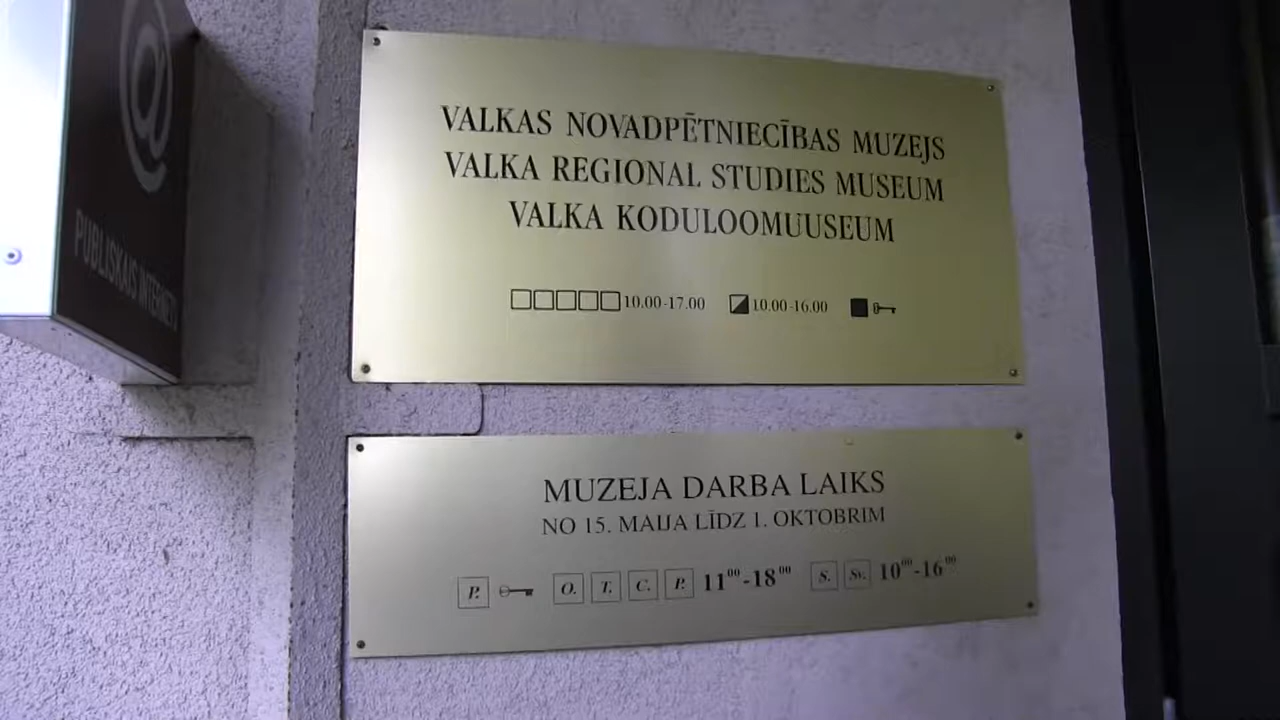 @
PUBLISKAIS INTERNETS
VALKAS NOVADPĒTNIECĪBAS MUZEJS
VALKA REGIONAL STUDIES MUSEUM
VALKA KODULOOMUUSEUM
10.00-17.00 10.00-16.00
MUZEJA DARBA LAIKS
NO 15. MAIJA LĪDZ 1. OKTOBRIM
P. O. T. C. P. 11⁰⁰-18⁰⁰ S. Sv. 10⁰⁰-16⁰⁰